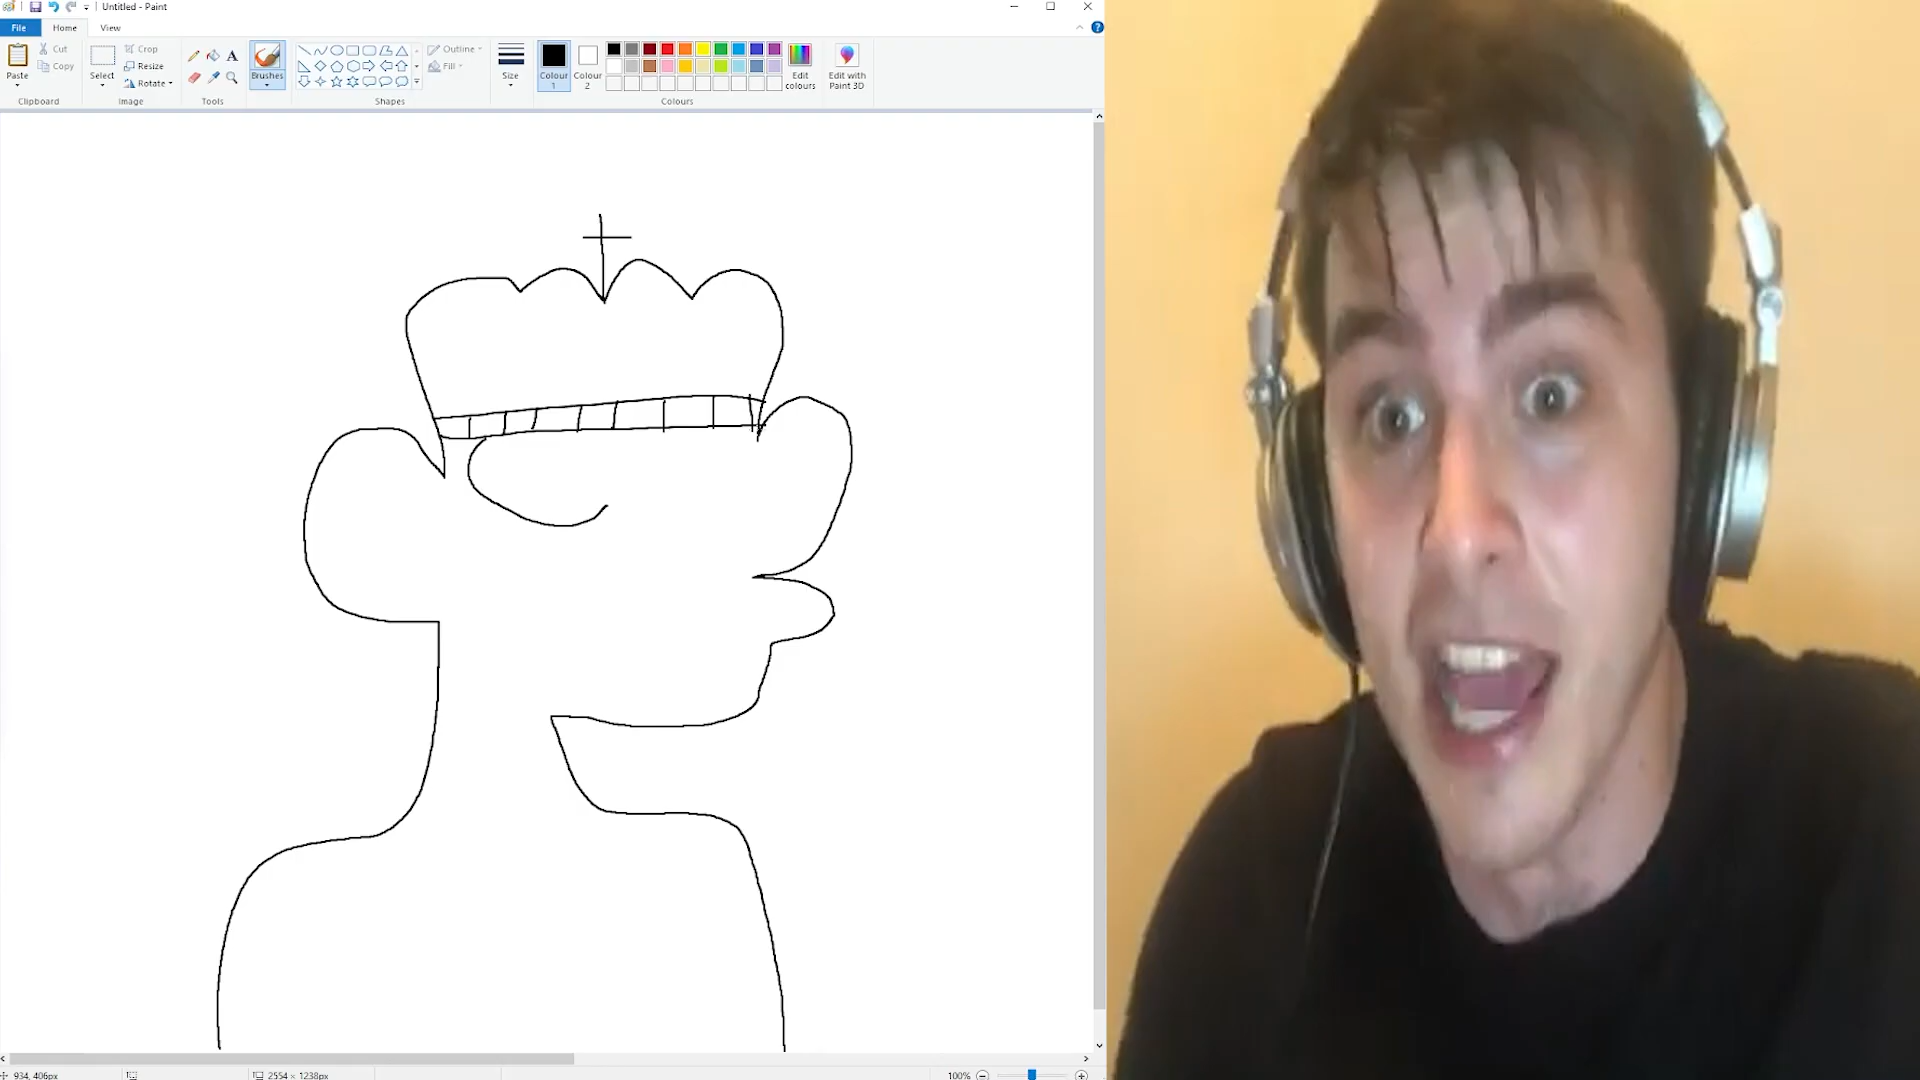 Untitled - Paint
File Home View
Cut
Copy
Paste
Clipboard
Select
Crop
Resize
Rotate
Image
A
Tools
Brushes
Outline
Fill
Shapes
Size
Colour 1
Colour 2
Edit colours
Colours
Edit with Paint 3D
934, 406px
2554 × 1238px
100%